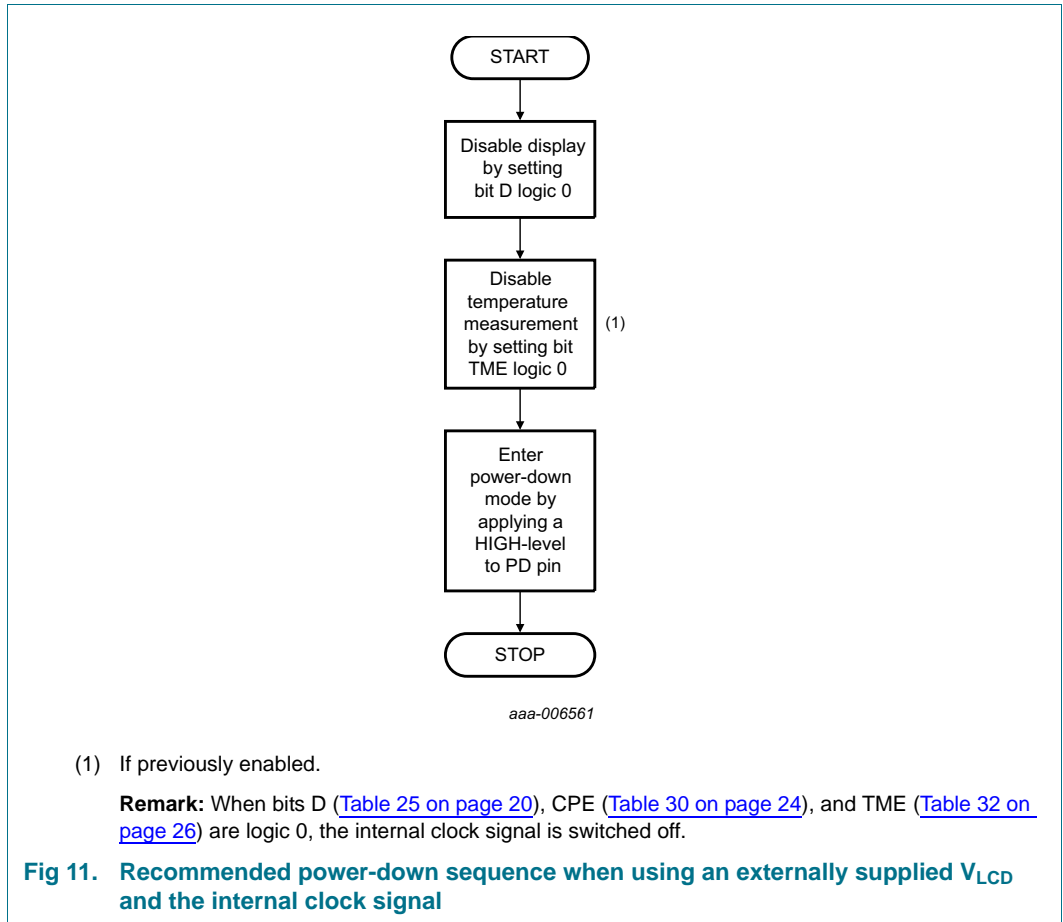 START
Disable display
by setting
bit D logic 0
Disable
temperature
measurement
by setting bit
TME logic 0
(1)
Enter
power-down
mode by
applying a
HIGH-level
to PD pin
STOP
aaa-006561
(1) If previously enabled.
Remark: When bits D (Table 25 on page 20), CPE (Table 30 on page 24), and TME (Table 32 on
page 26) are logic 0, the internal clock signal is switched off.
Fig 11. Recommended power-down sequence when using an externally supplied VLCD
and the internal clock signal